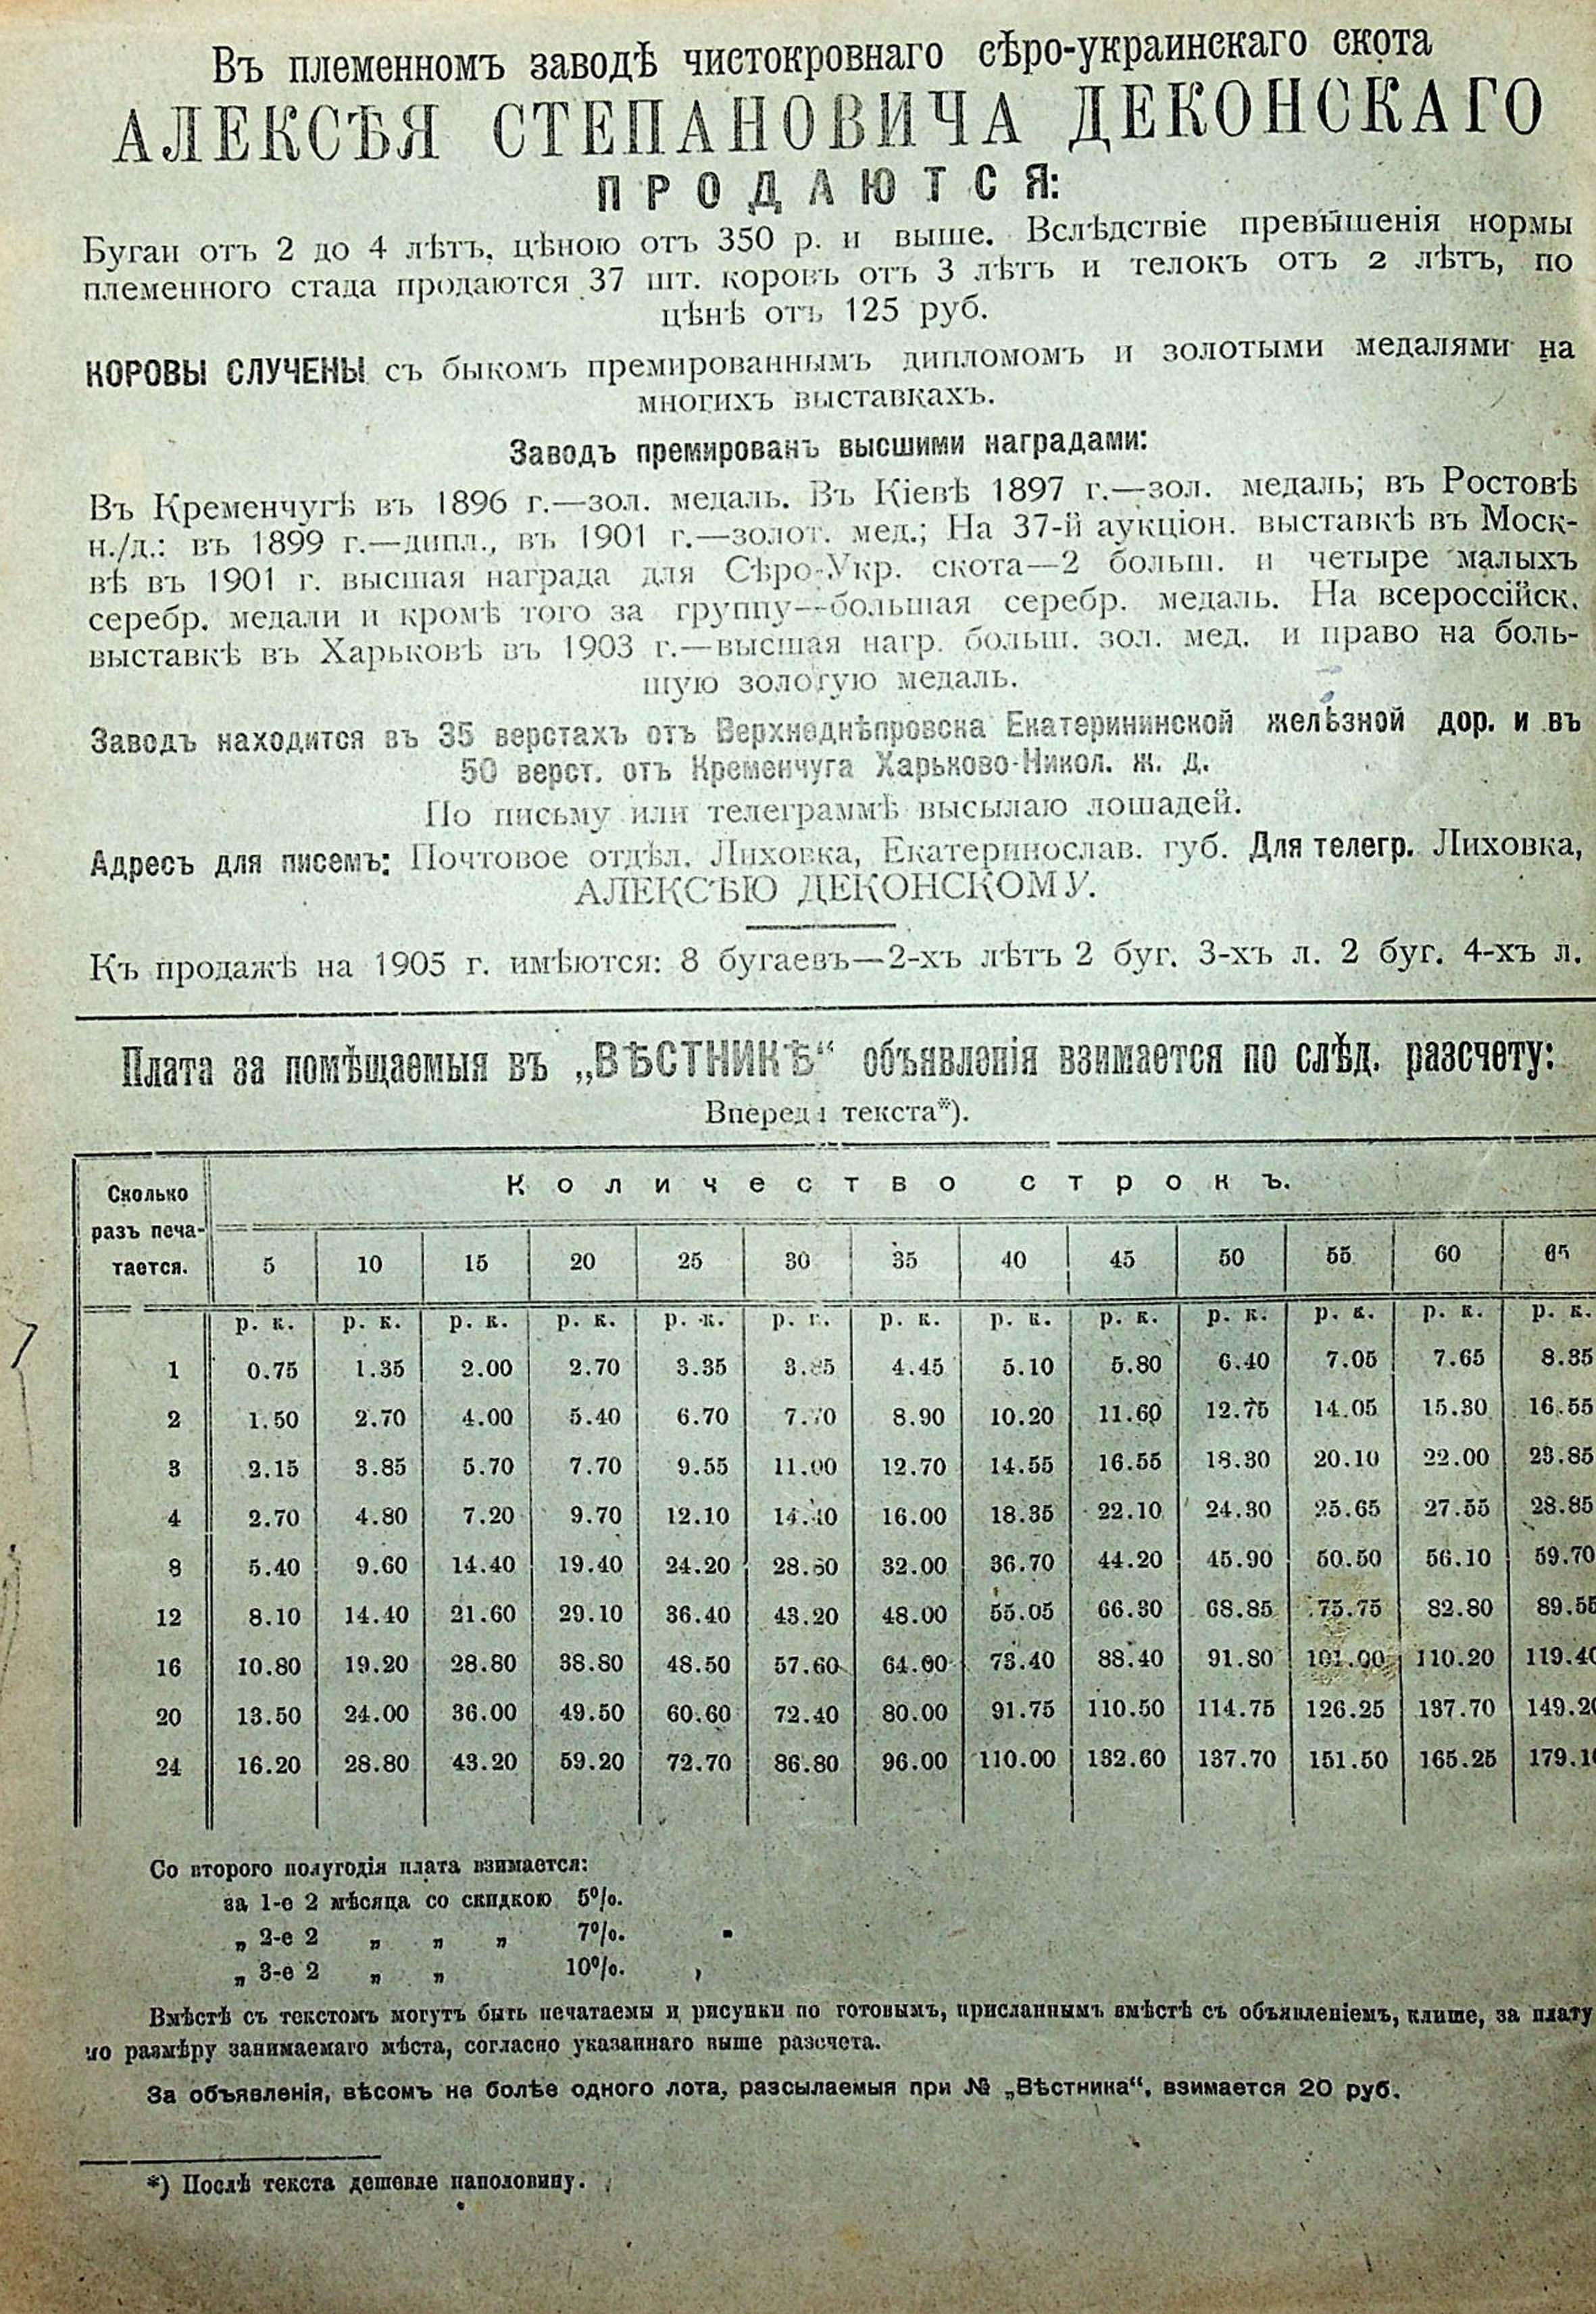 Въ племенномъ заводѣ чистокровнаго сѣро-украинскаго скота
АЛЕКСѢЯ СТЕПАНОВИЧА ДЕКОНСКАГО
ПРОДАЮТСЯ:
Бугаи отъ 2 до 4 лѣтъ, цѣною отъ 350 р. и выше. Вслѣдствіе превышенія нормы
племенного стада продаются 37 шт. коровъ отъ 3 лѣтъ и телокъ отъ 2 лѣтъ, по
цѣнѣ отъ 125 руб.
КОРОВЫ СЛУЧЕНЫ съ быкомъ премированнымъ дипломомъ и золотыми медалями на
многихъ выставкахъ.
Заводъ премированъ высшими наградами:
Въ Кременчугѣ въ 1896 г.—зол. медаль. Въ Кіевѣ 1897 г.—зол. медаль; въ Ростовѣ
н./д.: въ 1899 г.—дипл., въ 1901 г.—золот. мед.; На 37-й аукціон. выставкѣ въ Моск-
вѣ въ 1901 г. высшая награда для Сѣро-Укр. скота—2 больш. и четыре малыхъ
серебр. медали и кромѣ того за группу—большая серебр. медаль. На всероссійск.
выставкѣ въ Харьковѣ въ 1903 г.—высшая нагр. больш. зол. мед. и право на боль-
шую золотую медаль.
Заводъ находится въ 35 верстахъ отъ Верхнеднѣпровска Екатерининской желѣзной дор. и въ
50 верст. отъ Кременчуга Харьково-Никол. ж. д.
По письму или телеграммѣ высылаю лошадей.
Адресъ для писемъ: Почтовое отдѣл. Лиховка, Екатеринослав. губ. Для телегр. Лиховка,
АЛЕКСѢЮ ДЕКОНСКОМУ.
Къ продажѣ на 1905 г. имѣются: 8 бугаевъ—2-хъ лѣтъ 2 буг. 3-хъ л. 2 буг. 4-хъ л.
Плата за помѣщаемыя въ „ВѢСТНИКѢ“ объявленія взимается по слѣд. разсчету:
Впереди текста*).
Сколько разъ печа- тается.
Количество строкъ.
5 10 15 20 25 30 35 40 45 50 55 60 65
р. к. р. к. р. к. р. к. р. к. р. к. р. к. р. к. р. к. р. к. р. к. р. к. р. к.
1 0.75 1.35 2.00 2.70 3.35 4.45 5.10 5.80 6.40 7.05 7.65 8.35
2 1.50 2.70 4.00 5.40 6.70 8.90 10.20 11.60 12.75 14.05 15.30 16.55
3 2.15 3.85 5.70 7.70 9.55 11.00 12.70 14.55 16.55 18.30 20.10 22.00 23.85
4 2.70 4.80 7.20 9.70 12.10 16.00 18.35 22.10 24.30 25.65 27.55 28.85
8 5.40 9.60 14.40 19.40 24.20 32.00 36.70 44.20 45.90 50.50 56.10 59.70
12 8.10 14.40 21.60 29.10 36.40 43.20 48.00 55.05 66.30 68.85 75.75 82.80 89.55
16 10.80 19.20 28.80 38.80 48.50 57.60 64.00 73.40 88.40 91.80 101.00 110.20 119.40
20 13.50 24.00 36.00 49.50 60.60 72.40 80.00 91.75 110.50 114.75 126.25 137.70 149.20
24 16.20 28.80 43.20 59.20 72.70 86.80 96.00 110.00 132.60 137.70 151.50 165.25 179.10
Со второго полугодія плата взимается:
за 1-е 2 мѣсяца со скидкою 5%.
„ 2-е 2 „ „ „ 7%.
„ 3-е 2 „ „ 10%.
Вмѣстѣ съ текстомъ могутъ быть печатаемы и рисунки по готовымъ, присланнымъ вмѣстѣ съ объявленіемъ, клише, за плату
по размѣру занимаемаго мѣста, согласно указаннаго выше разсчета.
За объявленія, вѣсомъ не болѣе одного лота, разсылаемыя при № „Вѣстника“, взимается 20 руб.
*) Послѣ текста дешевле наполовину.